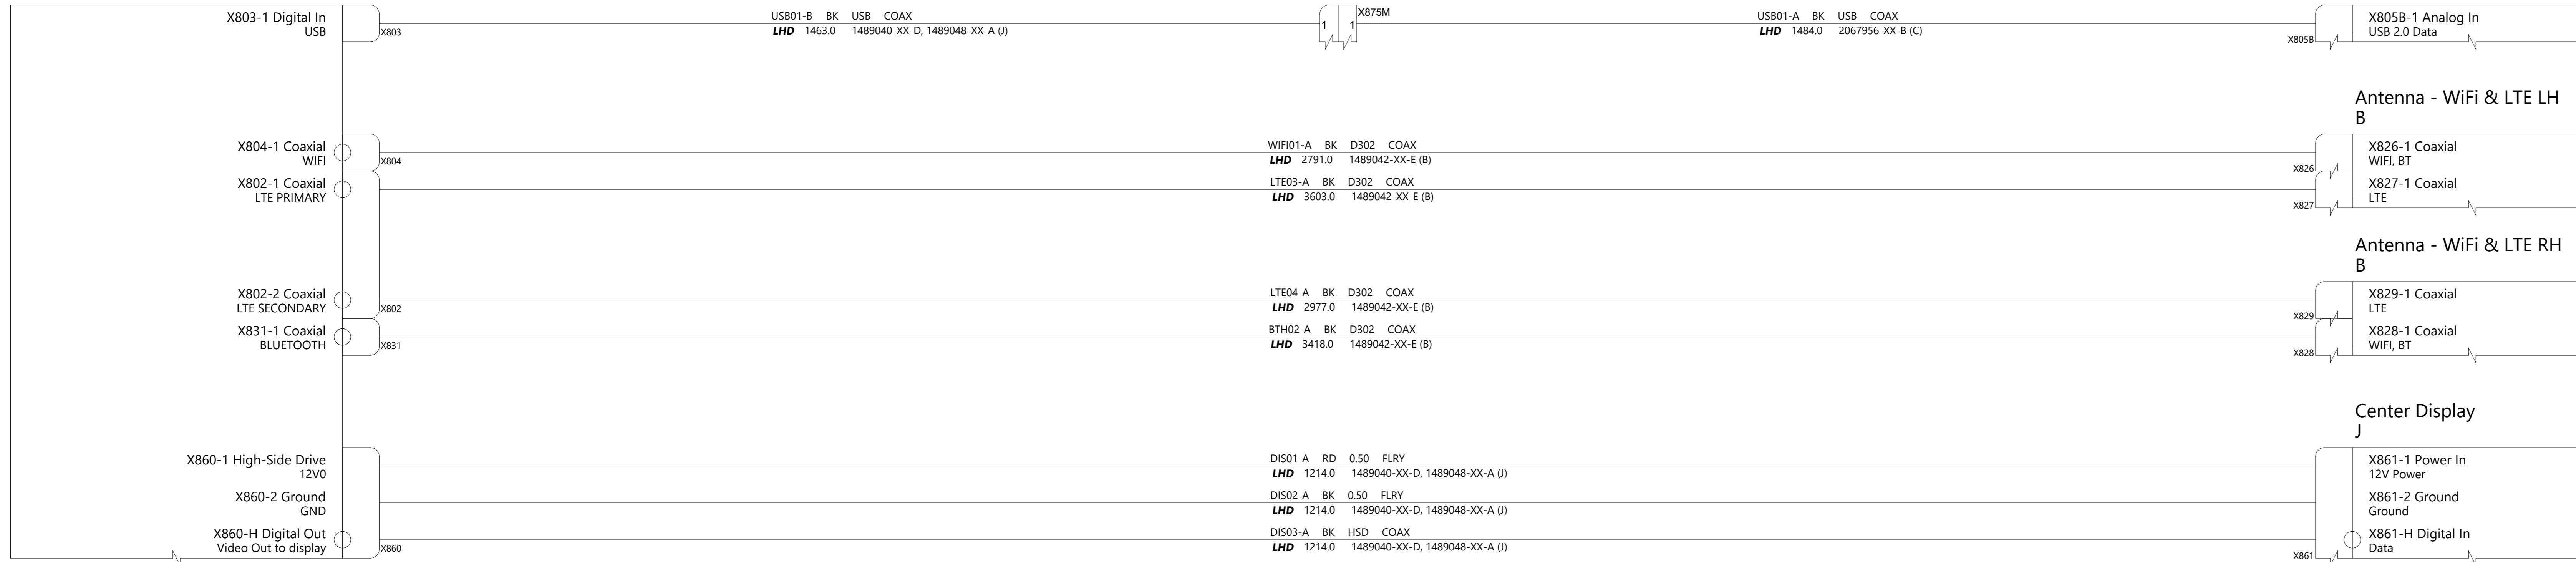 X803-1 Digital In
USB
X803
USB01-B BK USB COAX
LHD 1463.0 1489040-XX-D, 1489048-XX-A (J)
1 1
X875M
USB01-A BK USB COAX
LHD 1484.0 2067956-XX-B (C)
X805B
X805B-1 Analog In
USB 2.0 Data
Antenna - WiFi & LTE LH
B
X804-1 Coaxial
WIFI
X804
WIFI01-A BK D302 COAX
LHD 2791.0 1489042-XX-E (B)
X826
X826-1 Coaxial
WIFI, BT
X802-1 Coaxial
LTE PRIMARY
LTE03-A BK D302 COAX
LHD 3603.0 1489042-XX-E (B)
X827
X827-1 Coaxial
LTE
Antenna - WiFi & LTE RH
B
X802-2 Coaxial
LTE SECONDARY
X802
LTE04-A BK D302 COAX
LHD 2977.0 1489042-XX-E (B)
X829
X829-1 Coaxial
LTE
X831-1 Coaxial
BLUETOOTH
X831
BTH02-A BK D302 COAX
LHD 3418.0 1489042-XX-E (B)
X828
X828-1 Coaxial
WIFI, BT
Center Display
J
X860-1 High-Side Drive
12V0
DIS01-A RD 0.50 FLRY
LHD 1214.0 1489040-XX-D, 1489048-XX-A (J)
X861-1 Power In
12V Power
X860-2 Ground
GND
DIS02-A BK 0.50 FLRY
LHD 1214.0 1489040-XX-D, 1489048-XX-A (J)
X861-2 Ground
Ground
X860-H Digital Out
Video Out to display
X860
DIS03-A BK HSD COAX
LHD 1214.0 1489040-XX-D, 1489048-XX-A (J)
X861
X861-H Digital In
Data